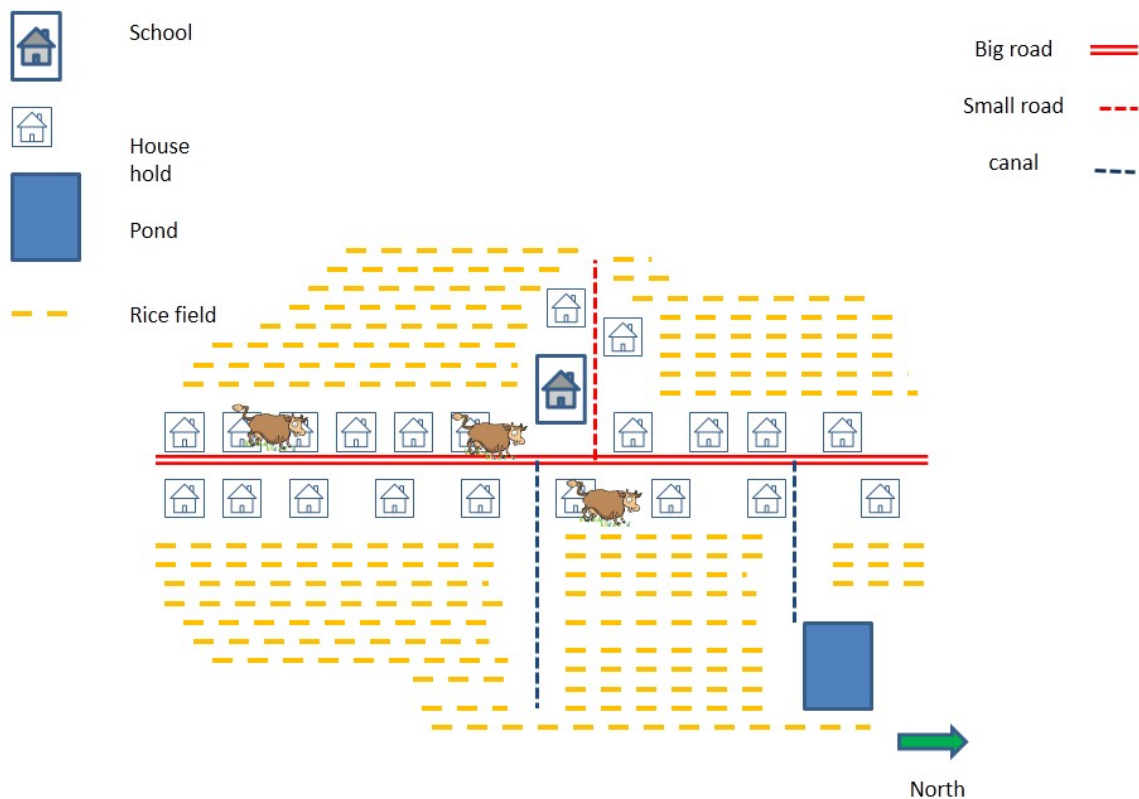 School
House
hold
Pond
Rice field
Big road
Small road
canal
North